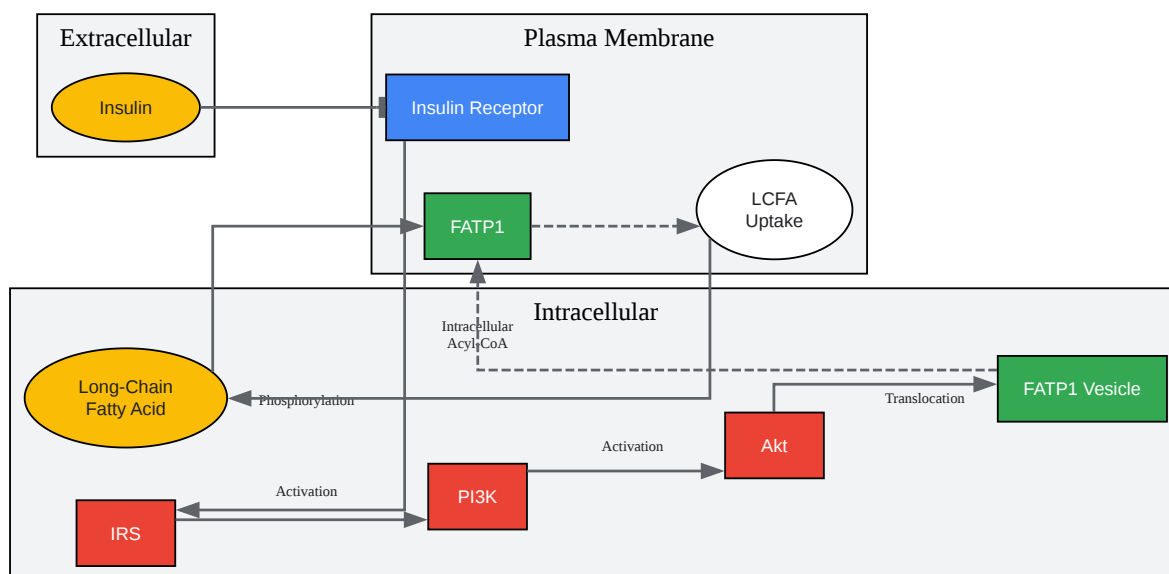 Extracellular
Plasma Membrane
Insulin
Insulin Receptor
FATP1
LCFA
Uptake
Intracellular
Intracellular
Acyl-CoA
Long-Chain
Fatty Acid
Phosphorylation
FATP1 Vesicle
Translocation
Akt
Activation
PI3K
Activation
IRS